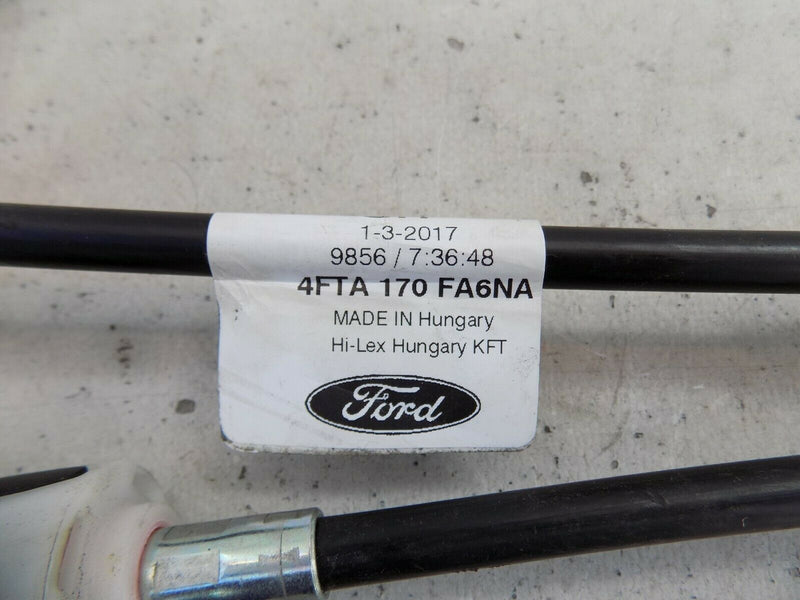 1-3-2017
9856 / 7:36:48
4FTA 170 FA6NA
MADE IN Hungary
Hi-Lex Hungary KFT
Ford